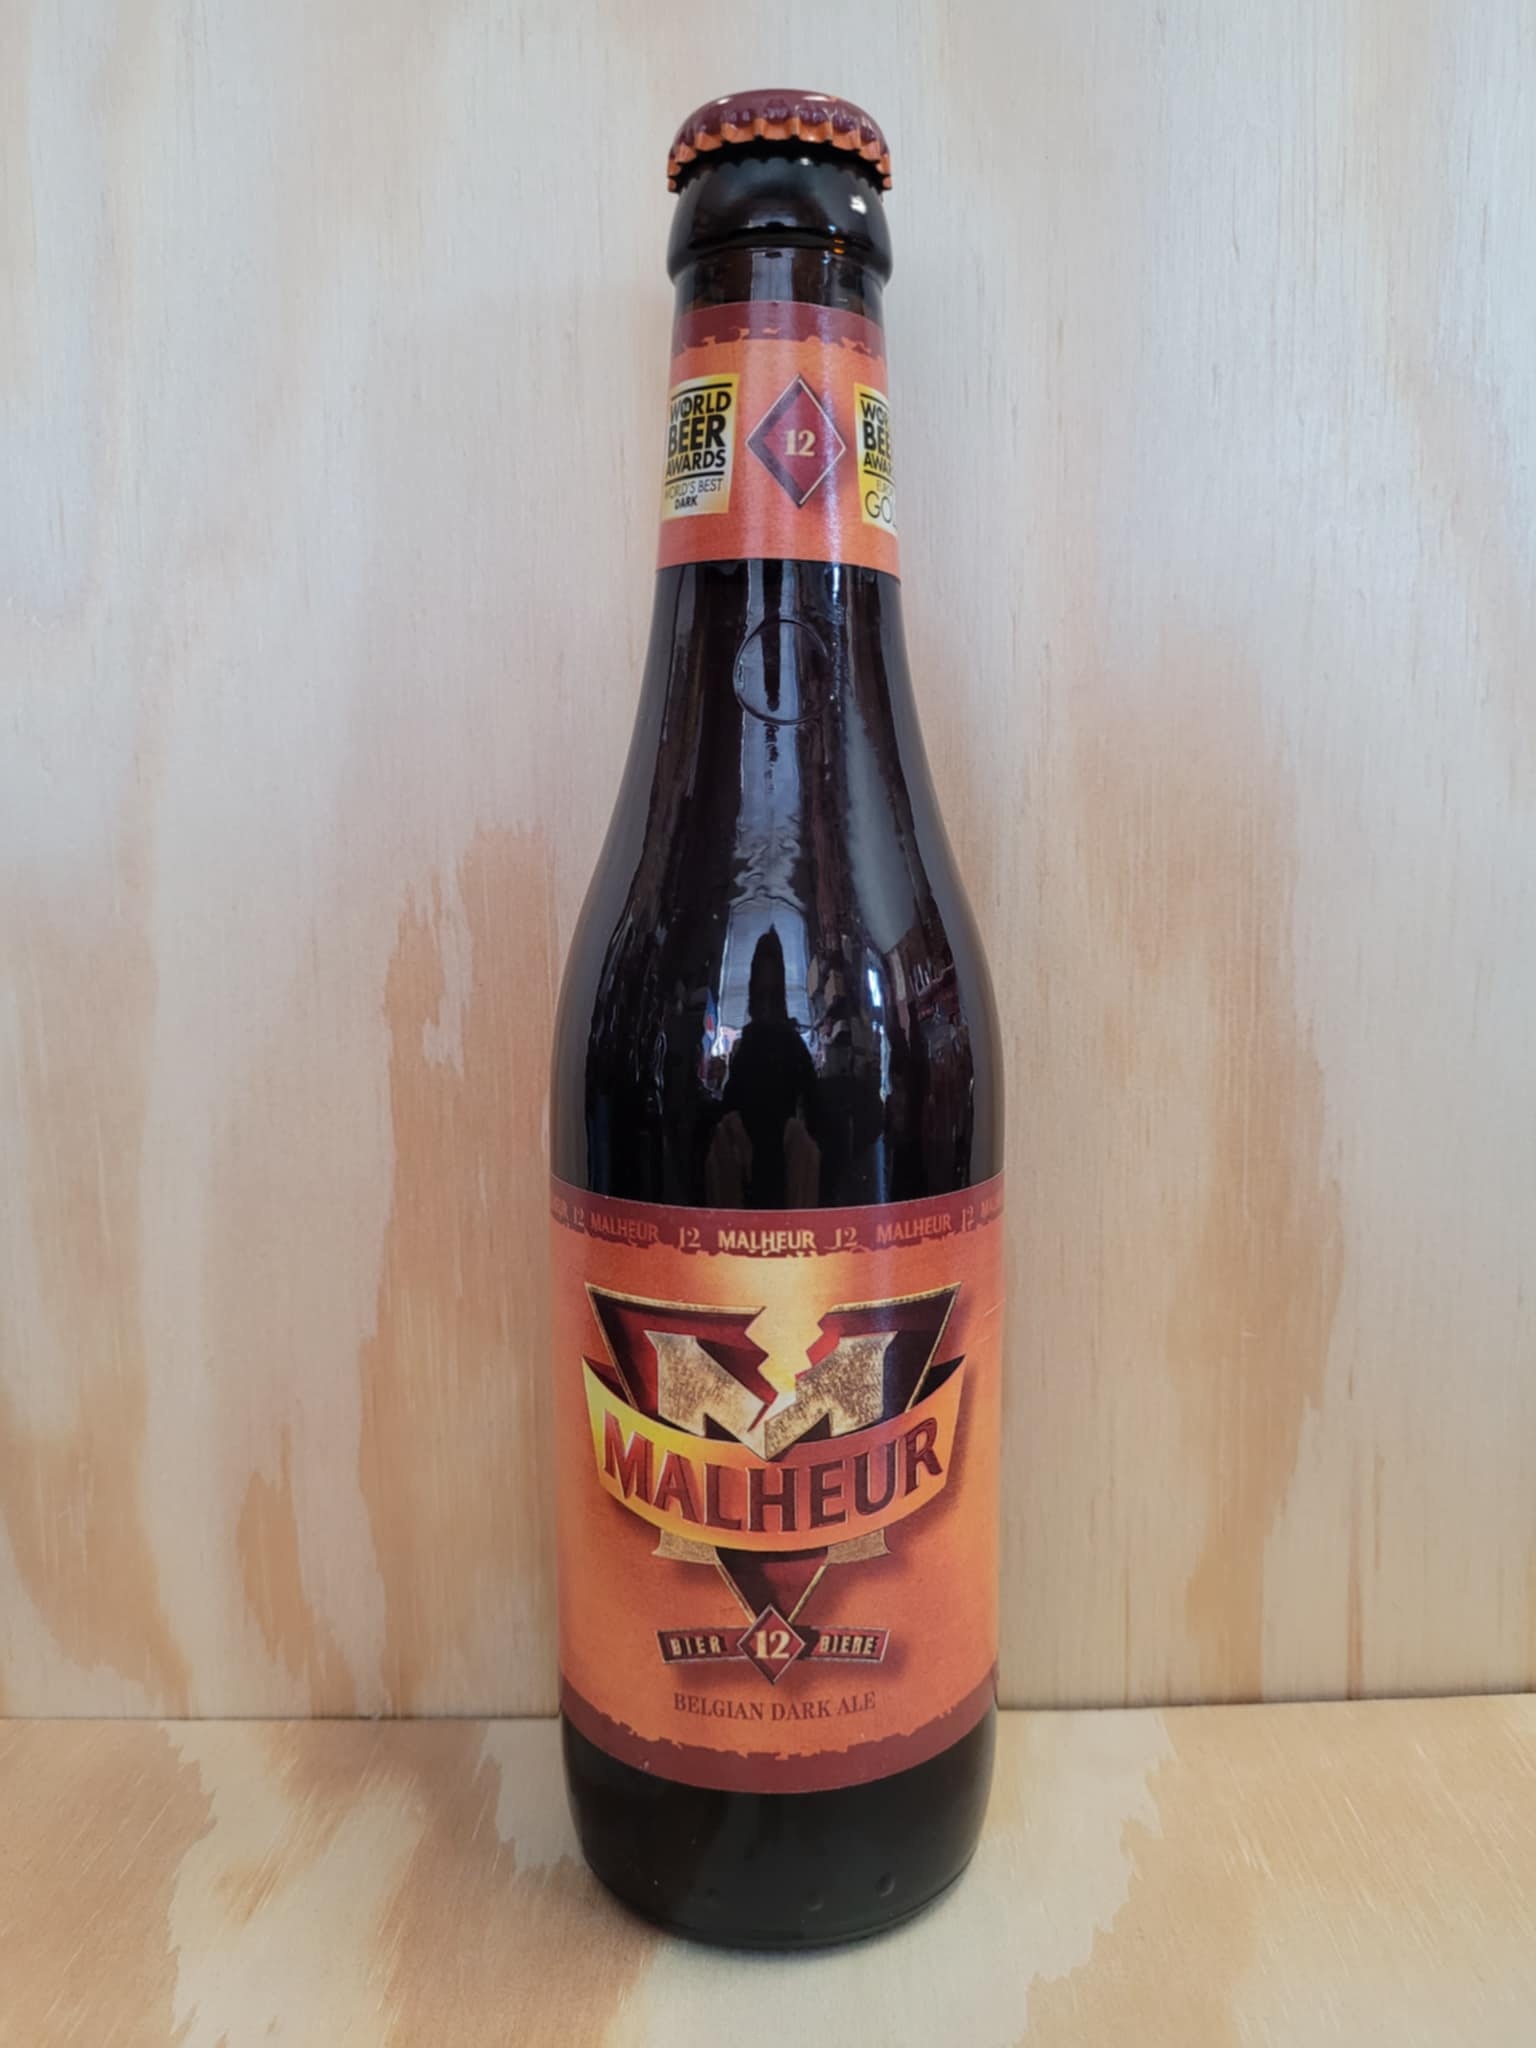 WORLD
BEER
AWARDS
WORLD'S BEST
DARK
12
WORLD
BEER
AWARDS
MALHEUR 12 MALHEUR 12 MALHEUR 12
M
MALHEUR
BIER 12 BIERE
BELGIAN DARK ALE